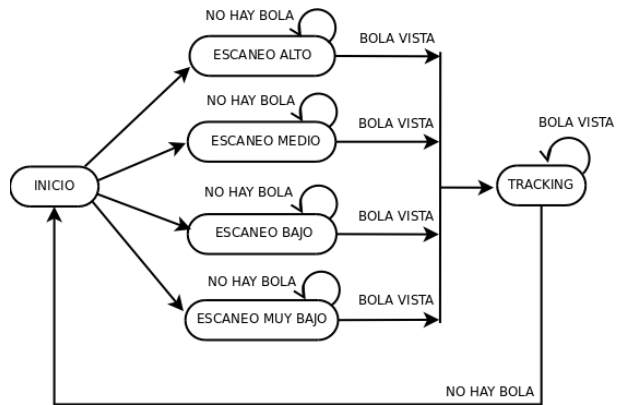 NO HAY BOLA
ESCANEO ALTO
BOLA VISTA
NO HAY BOLA
ESCANEO MEDIO
BOLA VISTA
BOLA VISTA
INICIO
TRACKING
NO HAY BOLA
ESCANEO BAJO
BOLA VISTA
NO HAY BOLA
ESCANEO MUY BAJO
BOLA VISTA
NO HAY BOLA